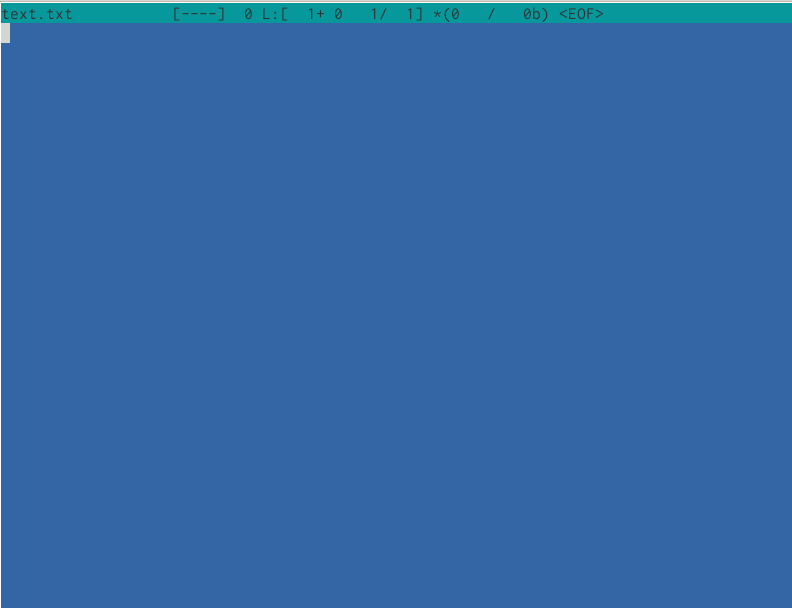 text.txt [----] 0 L:[ 1+ 0 1/ 1] *(0 / 0b) <EOF>